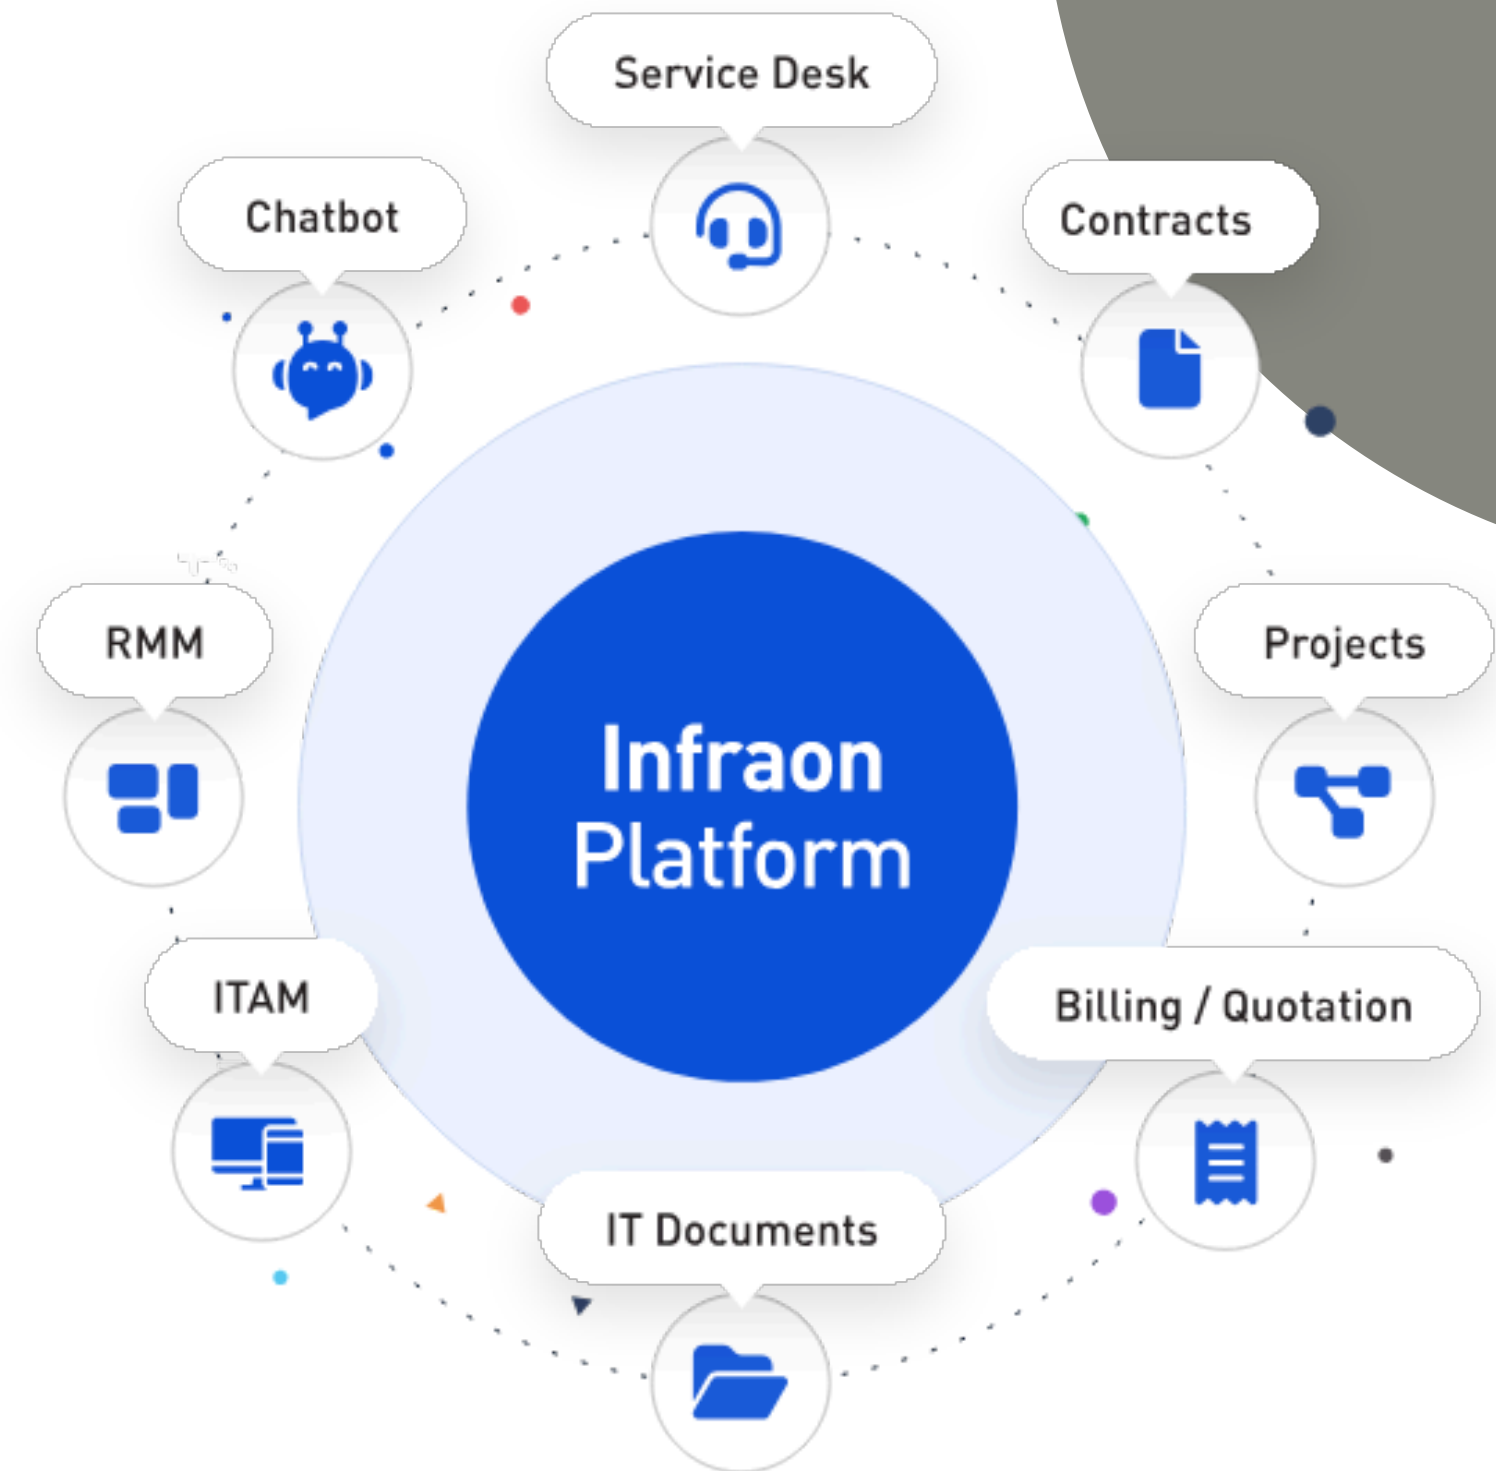 Service Desk
Chatbot
Contracts
RMM
Projects
Infraon
Platform
ITAM
Billing / Quotation
IT Documents